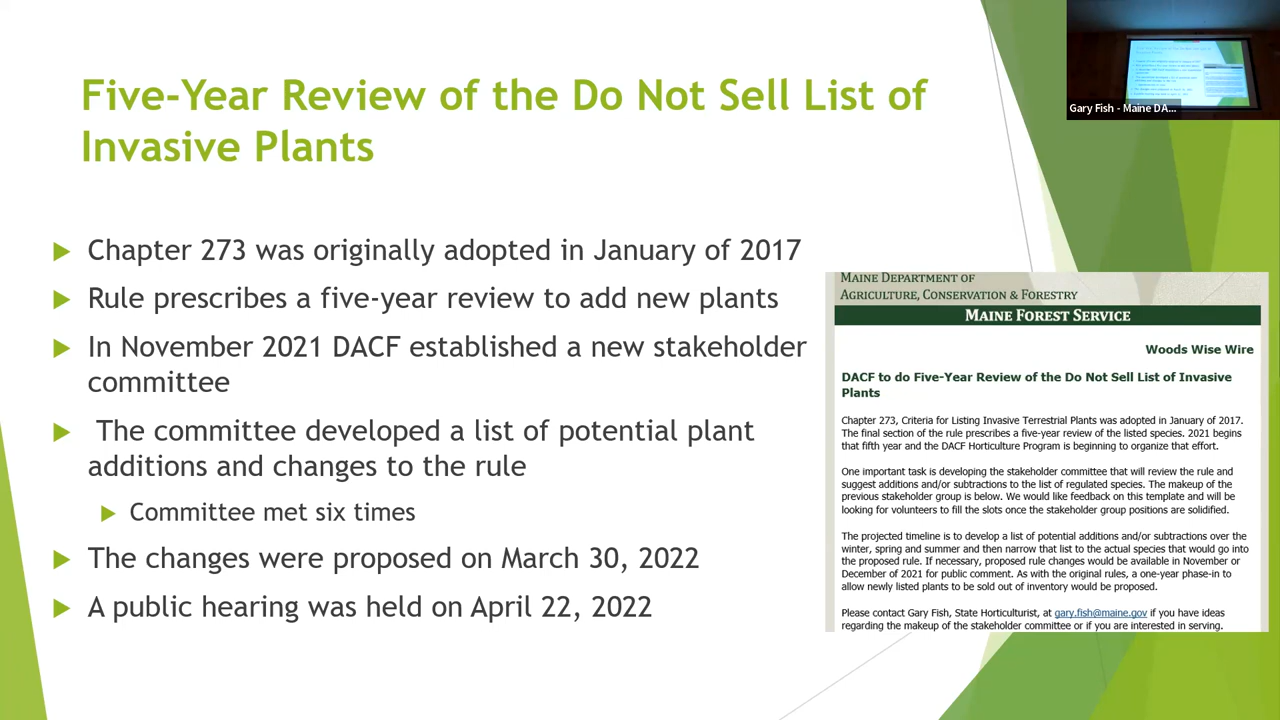 Five-Year Review of the Do Not Sell List of
Invasive Plants
Chapter 273 was originally adopted in January of 2017
Rule prescribes a five-year review to add new plants
In November 2021 DACF established a new stakeholder
committee
The committee developed a list of potential plant
additions and changes to the rule
Committee met six times
The changes were proposed on March 30, 2022
A public hearing was held on April 22, 2022
MAINE DEPARTMENT OF
AGRICULTURE, CONSERVATION & FORESTRY
MAINE FOREST SERVICE
Woods Wise Wire
DACF to do Five-Year Review of the Do Not Sell List of Invasive
Plants
Chapter 273, Criteria for Listing Invasive Terrestrial Plants was adopted in January of 2017.
The final section of the rule prescribes a five-year review of the listed species. 2021 begins
that fifth year and the DACF Horticulture Program is beginning to organize that effort.
One important task is developing the stakeholder committee that will review the rule and
suggest additions and/or subtractions to the list of regulated species. The makeup of the
previous stakeholder group is below. We would like feedback on this template and will be
looking for volunteers to fill the slots once the stakeholder group positions are solidified.
The projected timeline is to develop a list of potential additions and/or subtractions over the
winter, spring and summer and then narrow that list to the actual species that would go into
the proposed rule. If necessary, proposed rule changes would be available in November or
December of 2021 for public comment. As with the original rules, a one-year phase-in to
allow newly listed plants to be sold out of inventory would be proposed.
Please contact Gary Fish, State Horticulturist, at gary.fish@maine.gov if you have ideas
regarding the makeup of the stakeholder committee or if you are interested in serving.
Gary Fish - Maine DA...